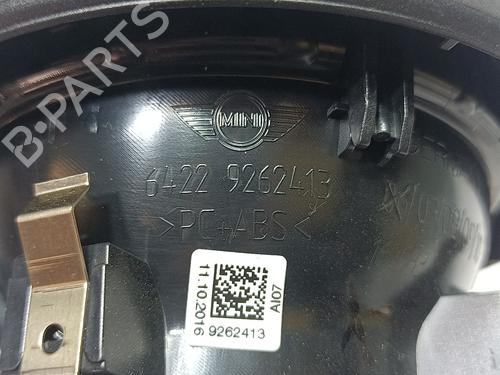 B-PARTS
MINI
6422 9262413
>PC+ABS<
11.10.2016
AI07
9262413